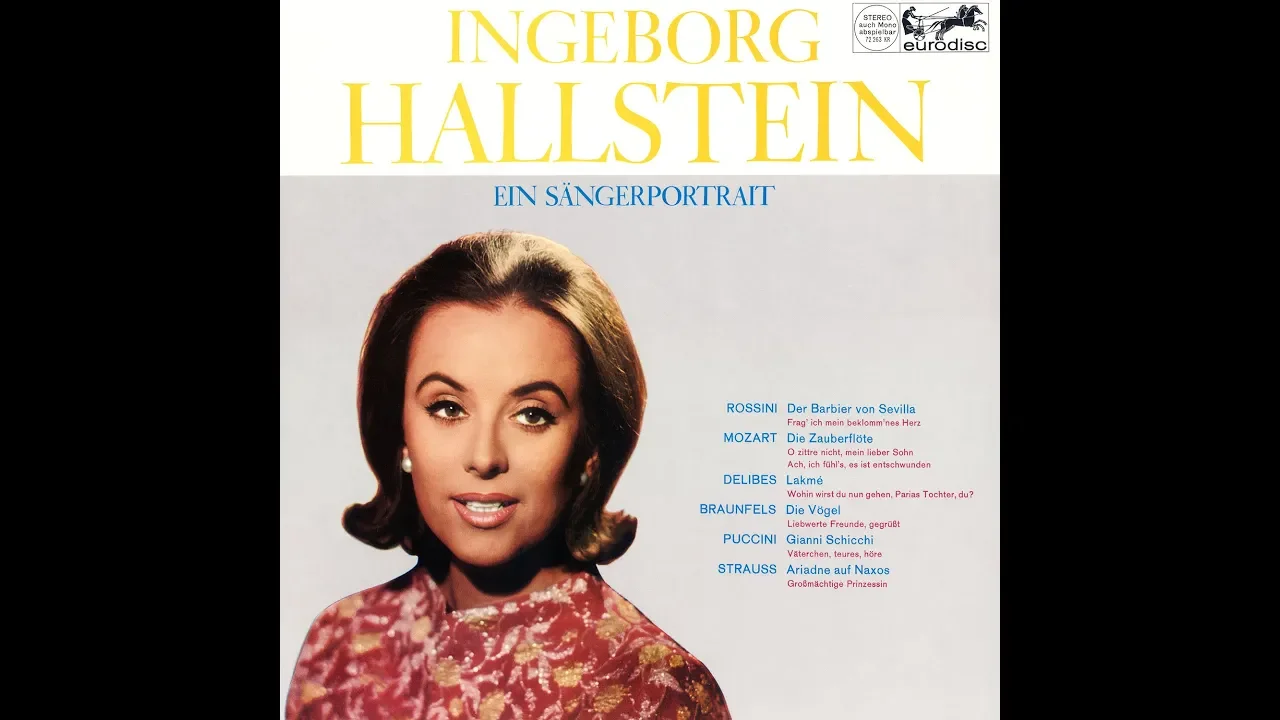 INGEBORG
HALLSTEIN
STEREO
auch Mono
abspielbar
72 263 KR
eurodisc
EIN SÄNGERPORTRAIT
ROSSINI Der Barbier von Sevilla
Frag' ich mein beklomm'nes Herz
MOZART Die Zauberflöte
O zittre nicht, mein lieber Sohn
Ach, ich fühl's, es ist entschwunden
DELIBES Lakmé
Wohin wirst du nun gehen, Parias Tochter, du?
BRAUNFELS Die Vögel
Liebwerte Freunde, gegrüßt
PUCCINI Gianni Schicchi
Väterchen, teures, höre
STRAUSS Ariadne auf Naxos
Großmächtige Prinzessin